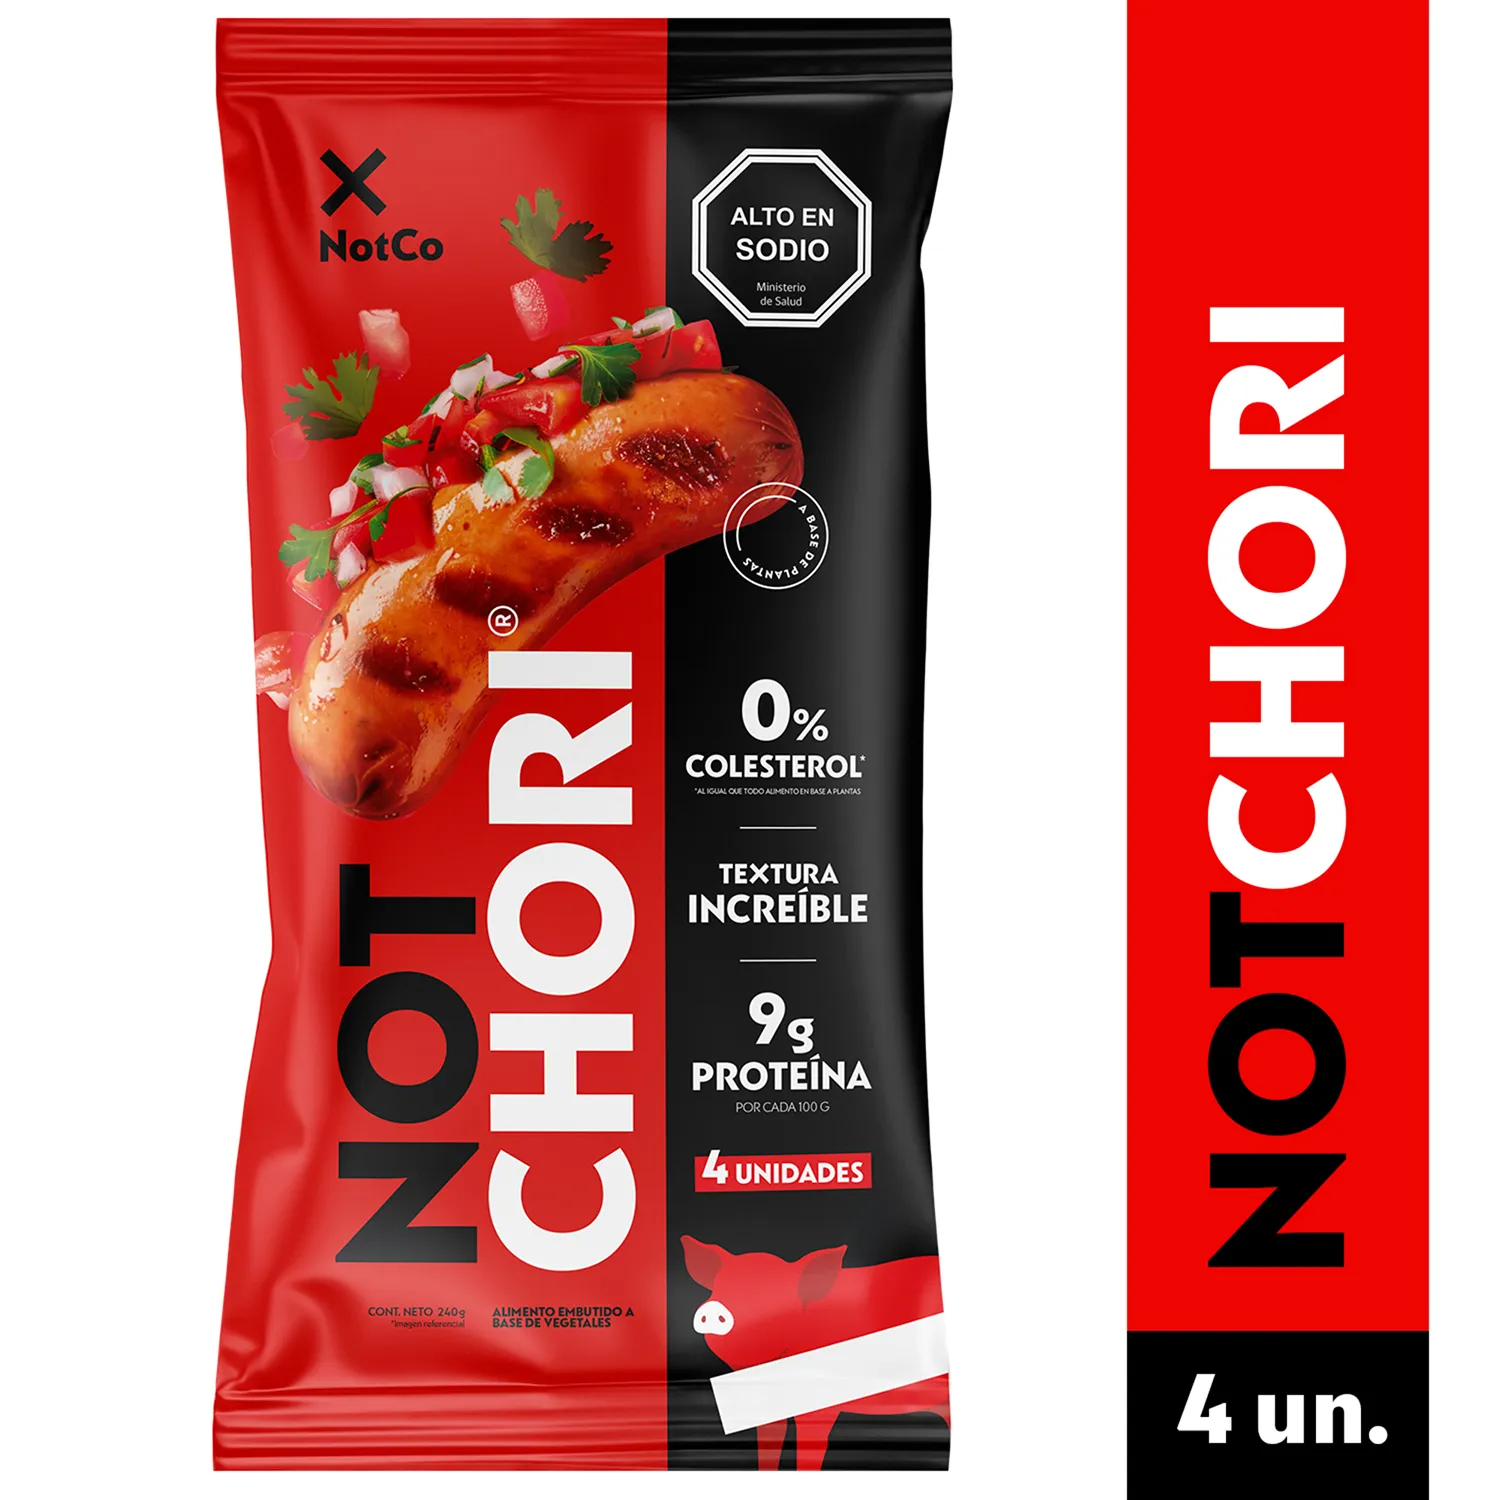 NotCo
ALTO EN
SODIO
Ministerio
de Salud
A BASE DE PLANTAS
NOT
CHORI®
0%
COLESTEROL*
*AL IGUAL QUE TODO ALIMENTO EN BASE A PLANTAS
TEXTURA
INCREÍBLE
9g
PROTEÍNA
POR CADA 100 G
4 UNIDADES
CONT. NETO 240g
*Imagen referencial
ALIMENTO EMBUTIDO A
BASE DE VEGETALES
NOTCHORI
4 un.